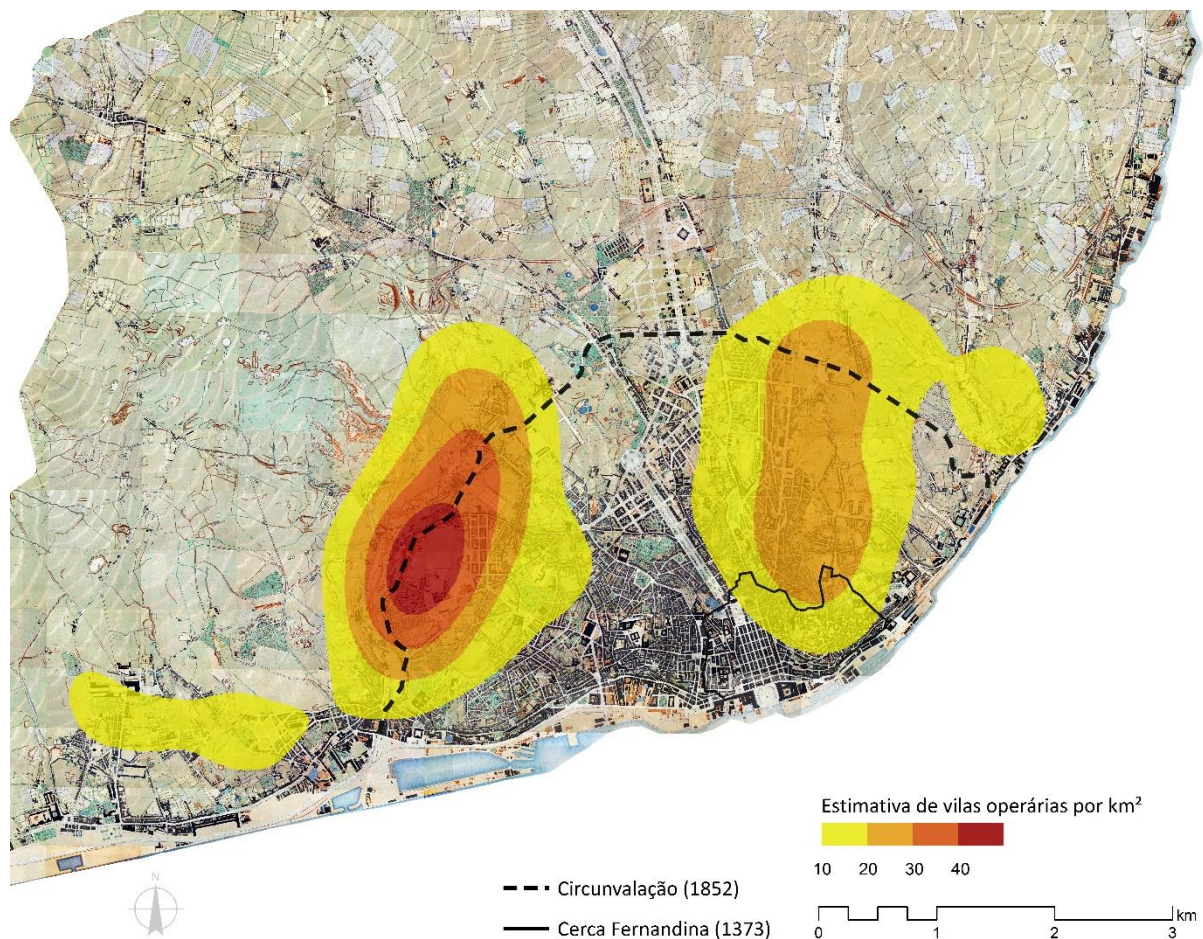 Estimativa de vilas operárias por km²
10 20 30 40
N
Circunvalação (1852)
Cerca Fernandina (1373)
km
0 1 2 3